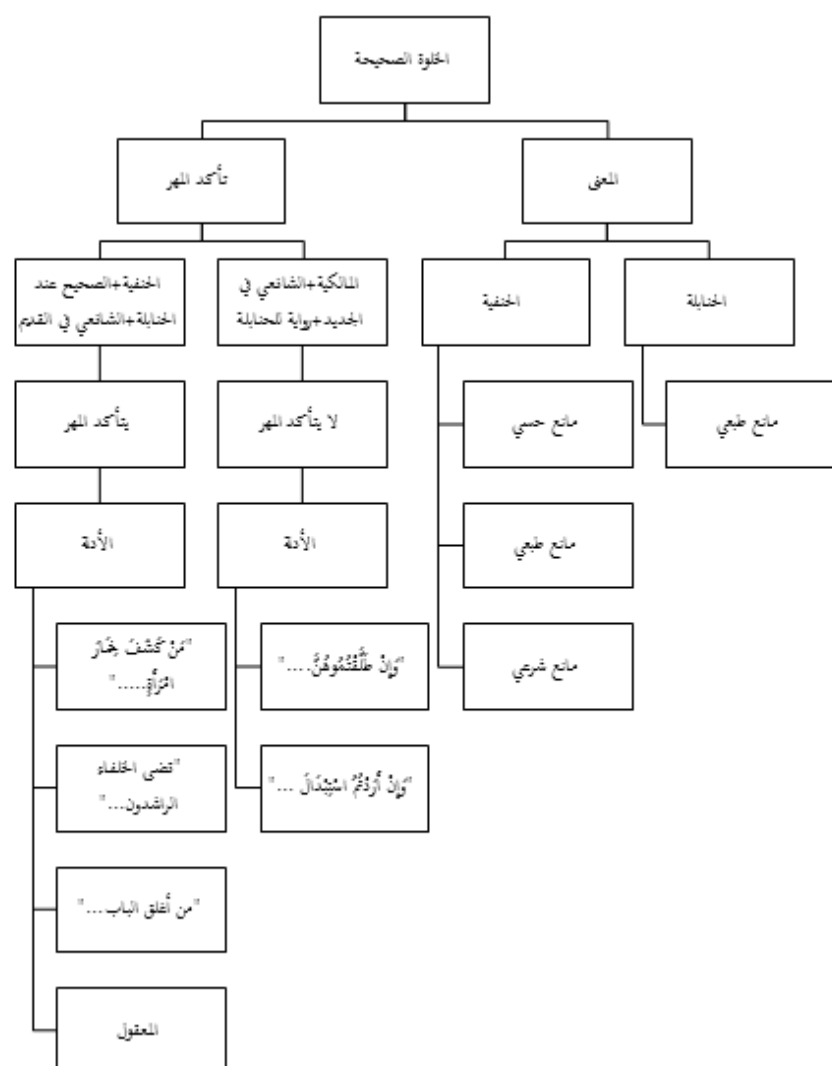 الخلوة الصحيحة
المعنى
تأكد المهر
الحنابلة
الحنفية
المالكية+الشافعي في
الجديد+رواية للحنابلة
الحنفية+الصحيح عند
الحنابلة+الشافعي في القديم
مانع طبعي
مانع حسي
لا يتأكد المهر
يتأكد المهر
مانع طبعي
الأدلة
الأدلة
مانع شرعي
"وَإِنْ طَلَّقْتُمُوهُنَّ...."
"مَنْ كَشَفَ خِمَارَ
امْرَأَةٍ....."
"وَإِنْ أَرَدْتُمُ اسْتِبْدَالَ ..."
"قضى الخلفاء
الراشدون..."
"من أغلق الباب..."
المعقول